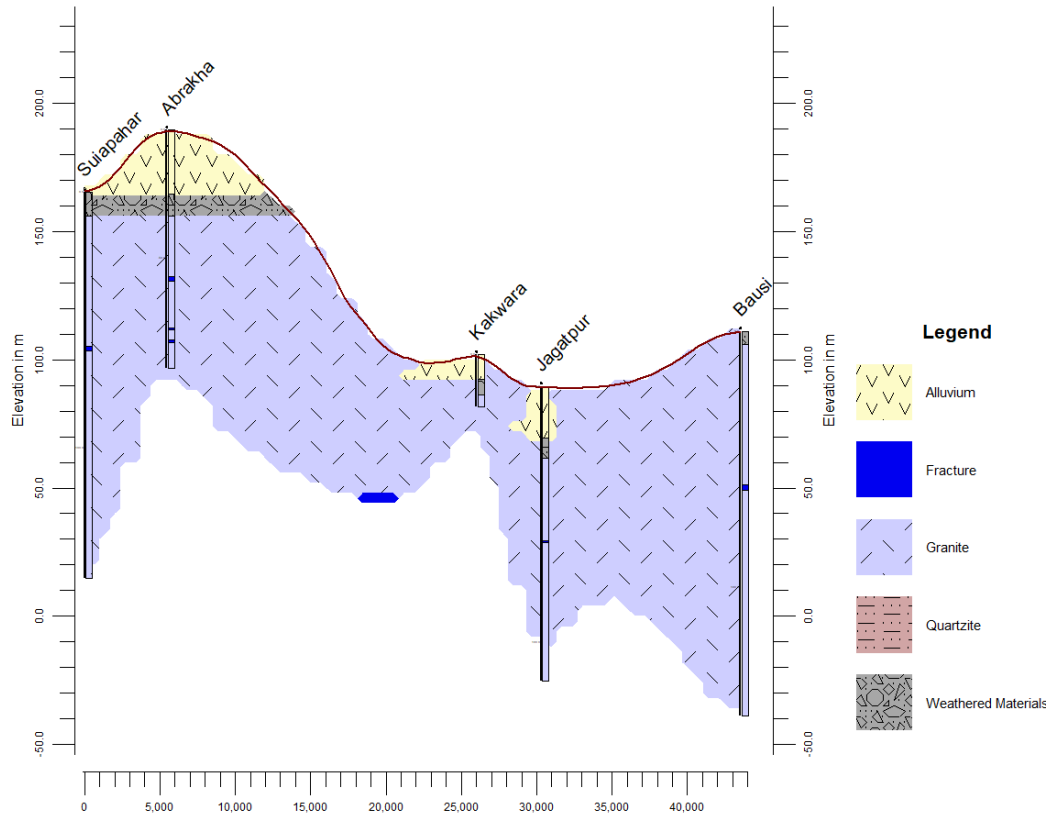 Suiapahar
Abrakha
Kakwara
Jagatpur
Bausi
Elevation in m
200.0
150.0
100.0
50.0
0.0
-50.0
Elevation in m
200.0
150.0
100.0
50.0
0.0
-50.0
0 5,000 10,000 15,000 20,000 25,000 30,000 35,000 40,000
Legend
Alluvium
Fracture
Granite
Quartzite
Weathered Materials